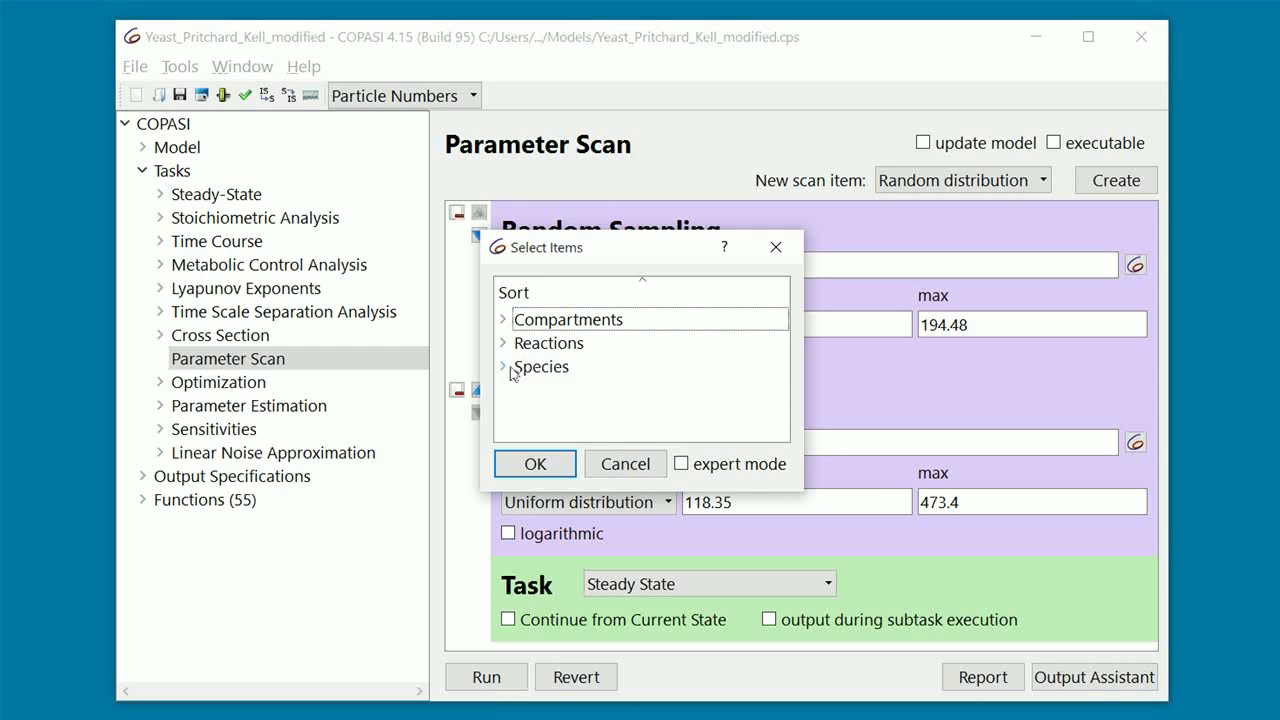 Yeast_Pritchard_Kell_modified - COPASI 4.15 (Build 95) C:/Users/.../Models/Yeast_Pritchard_Kell_modified.cps
File Tools Window Help
Particle Numbers
COPASI
Model
Tasks
Steady-State
Stoichiometric Analysis
Time Course
Metabolic Control Analysis
Lyapunov Exponents
Time Scale Separation Analysis
Cross Section
Parameter Scan
Optimization
Parameter Estimation
Sensitivities
Linear Noise Approximation
Output Specifications
Functions (55)
Parameter Scan
update model executable
New scan item: Random distribution Create
Random Sampling
max
194.48
Select Items ?
Sort
Compartments
Reactions
Species
OK Cancel expert mode
max
Uniform distribution 118.35 473.4
logarithmic
Task Steady State
Continue from Current State output during subtask execution
Run Revert Report Output Assistant